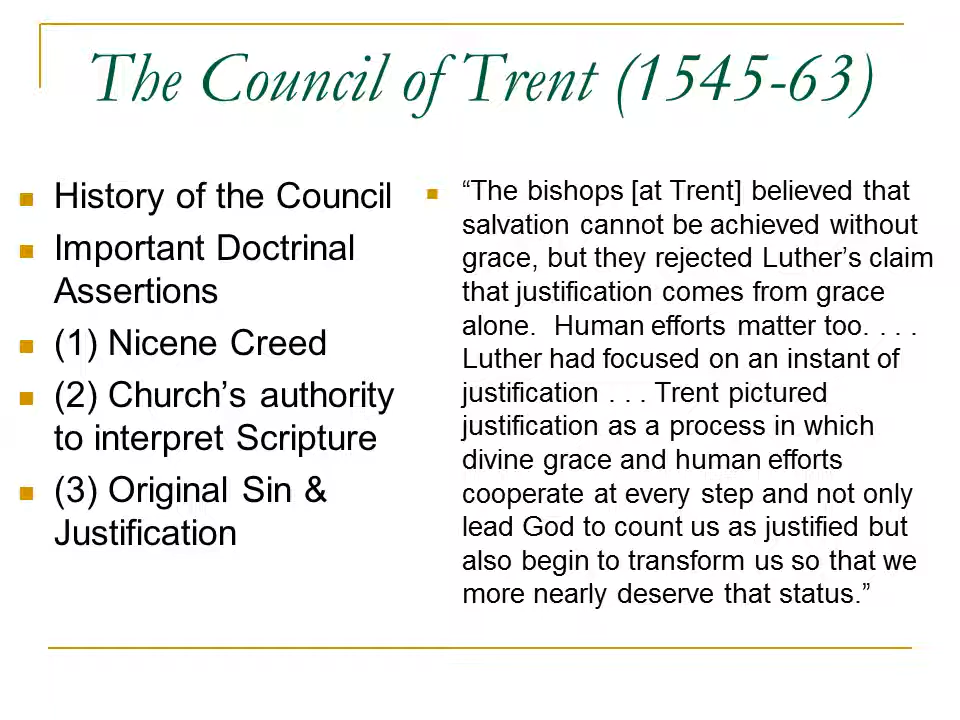 The Council of Trent (1545-63)
History of the Council
Important Doctrinal
Assertions
(1) Nicene Creed
(2) Church’s authority
to interpret Scripture
(3) Original Sin &
Justification
“The bishops [at Trent] believed that
salvation cannot be achieved without
grace, but they rejected Luther’s claim
that justification comes from grace
alone.  Human efforts matter too. . . .
Luther had focused on an instant of
justification . . . Trent pictured
justification as a process in which
divine grace and human efforts
cooperate at every step and not only
lead God to count us as justified but
also begin to transform us so that we
more nearly deserve that status.”